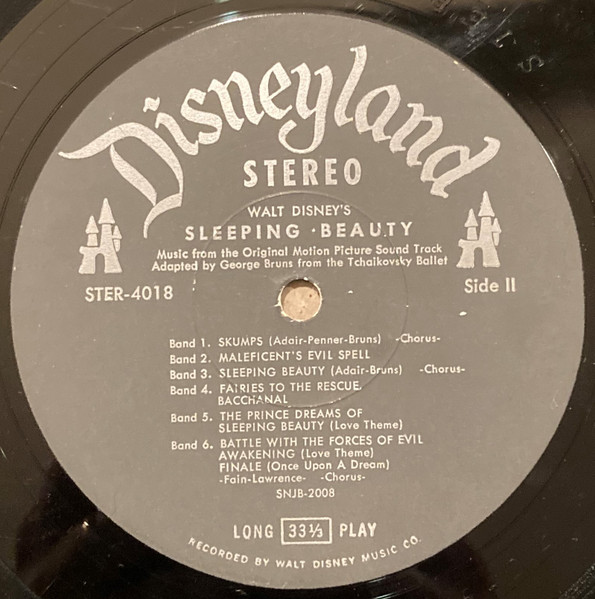 Disneyland
STEREO
WALT DISNEY'S
SLEEPING · BEAUTY
Music from the Original Motion Picture Sound Track
Adapted by George Bruns from the Tchaikovsky Ballet
STER-4018
Side II
Band 1. SKUMPS (Adair-Penner-Bruns) -Chorus-
Band 2. MALEFICENT'S EVIL SPELL
Band 3. SLEEPING BEAUTY (Adair-Bruns) -Chorus-
Band 4. FAIRIES TO THE RESCUE
BACCHANAL
Band 5. THE PRINCE DREAMS OF
SLEEPING BEAUTY (Love Theme)
Band 6. BATTLE WITH THE FORCES OF EVIL
AWAKENING (Love Theme)
FINALE (Once Upon A Dream)
-Fain-Lawrence- -Chorus-
SNJB-2008
LONG 33⅓ PLAY
RECORDED BY WALT DISNEY MUSIC CO.